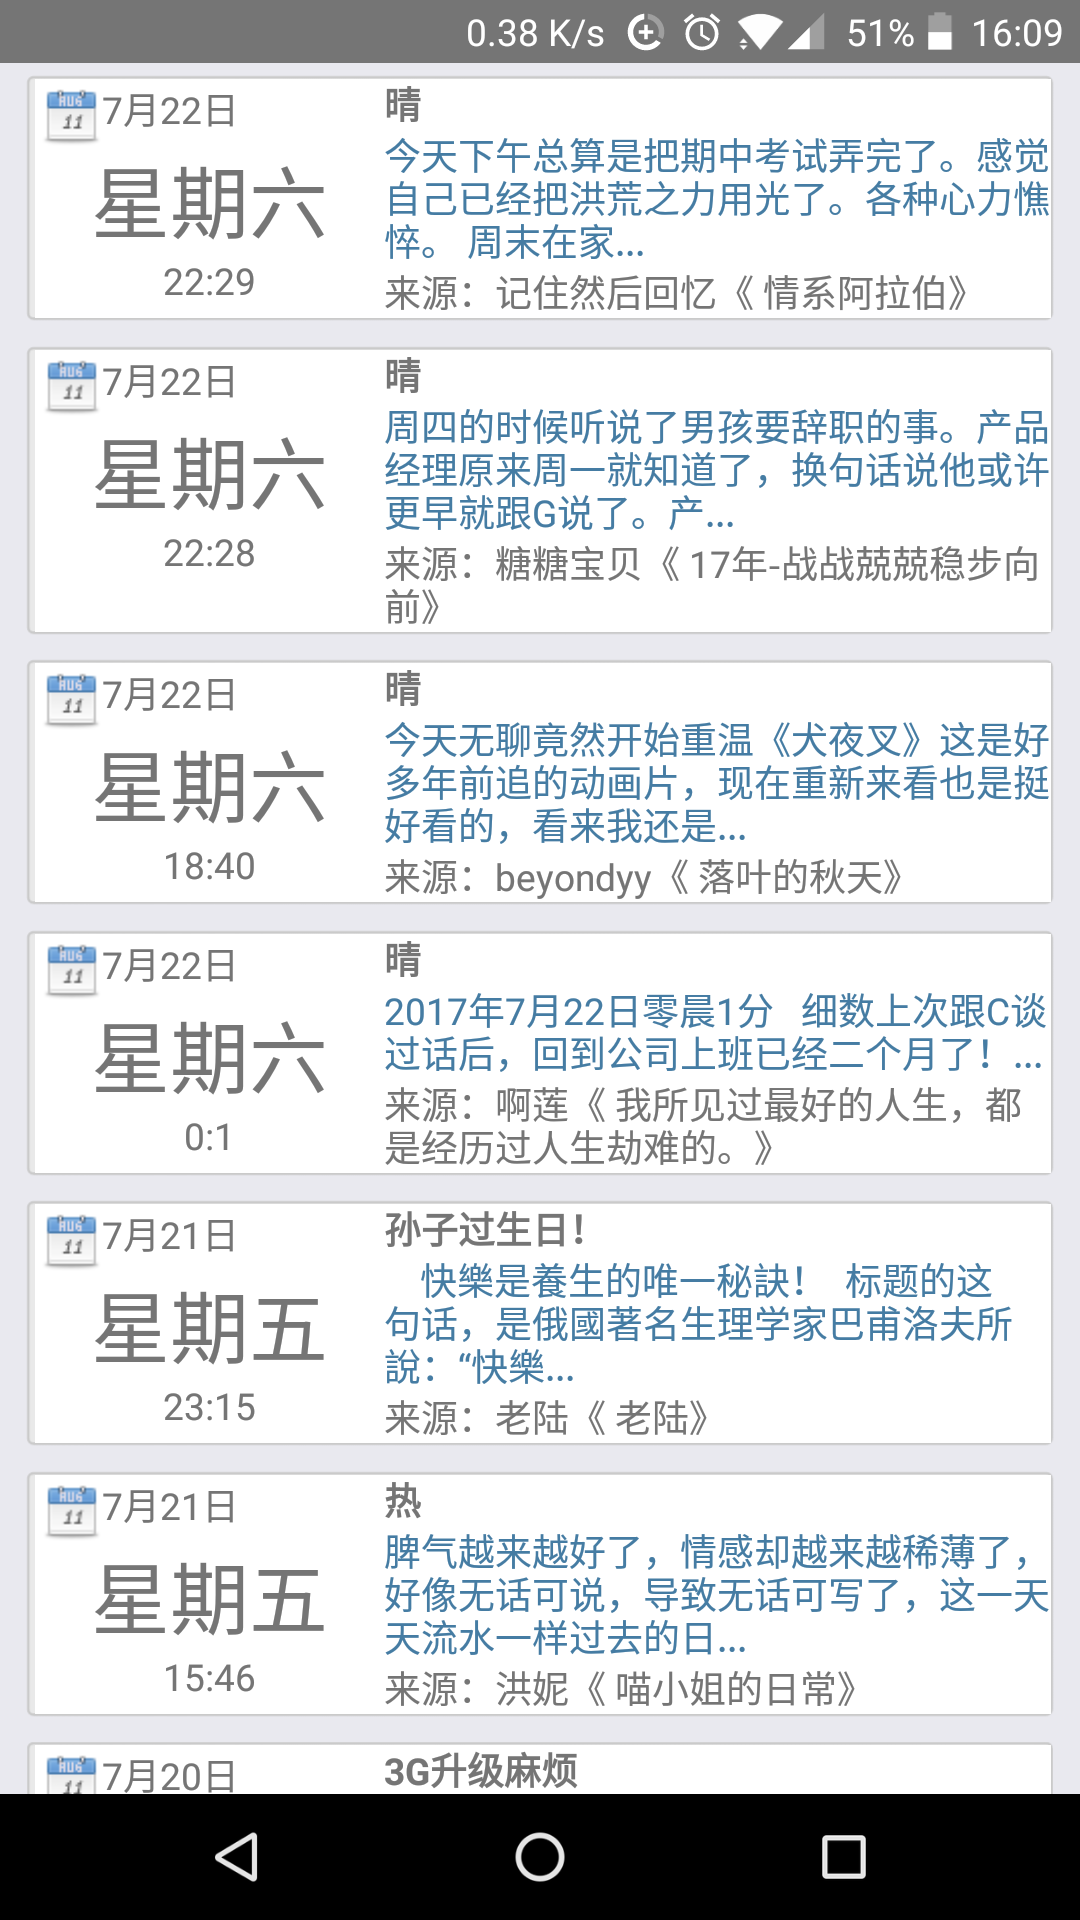 0.38 K/s 51% 16:09
AUG
11
7月22日
星期六
22:29
晴
今天下午总算是把期中考试弄完了。感觉
自己已经把洪荒之力用光了。各种心力憔
悴。 周末在家...
来源：记住然后回忆《 情系阿拉伯》
AUG
11
7月22日
星期六
22:28
晴
周四的时候听说了男孩要辞职的事。产品
经理原来周一就知道了，换句话说他或许
更早就跟G说了。产...
来源：糖糖宝贝《 17年-战战兢兢稳步向
前》
AUG
11
7月22日
星期六
18:40
晴
今天无聊竟然开始重温《犬夜叉》这是好
多年前追的动画片，现在重新来看也是挺
好看的，看来我还是...
来源：beyondyy《 落叶的秋天》
AUG
11
7月22日
星期六
0:1
晴
2017年7月22日零晨1分 细数上次跟C谈
过话后，回到公司上班已经二个月了！...
来源：啊莲《 我所见过最好的人生，都
是经历过人生劫难的。》
AUG
11
7月21日
星期五
23:15
孙子过生日！
快樂是養生的唯一秘訣！ 标题的这
句话，是俄國著名生理学家巴甫洛夫所
說：“快樂...
来源：老陆《 老陆》
AUG
11
7月21日
星期五
15:46
热
脾气越来越好了，情感却越来越稀薄了，
好像无话可说，导致无话可写了，这一天
天流水一样过去的日...
来源：洪妮《 喵小姐的日常》
AUG
11
7月20日
3G升级麻烦